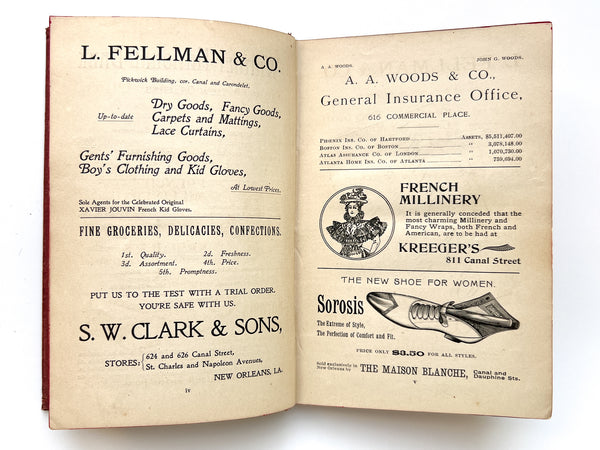 L. FELLMAN & CO.
Pickwick Building, cor. Canal and Carondelet.
Up-to-date
Dry Goods, Fancy Goods,
Carpets and Mattings,
Lace Curtains,
Gents' Furnishing Goods,
Boy's Clothing and Kid Gloves,
At Lowest Prices.
Sole Agents for the Celebrated Original
XAVIER JOUVIN French Kid Gloves.
FINE GROCERIES, DELICACIES, CONFECTIONS.
1st. Quality. 2d. Freshness.
3d. Assortment. 4th. Price.
5th. Promptness.
PUT US TO THE TEST WITH A TRIAL ORDER.
YOU'RE SAFE WITH US.
S. W. CLARK & SONS,
STORES: 624 and 626 Canal Street,
St. Charles and Napoleon Avenues,
NEW ORLEANS, LA.
iv
A. A. WOODS. JOHN G. WOODS.
A. A. WOODS & CO.,
General Insurance Office,
616 COMMERCIAL PLACE.
PHŒNIX INS. CO. OF HARTFORD ASSETS, $5,511,407.00
BOSTON INS. CO. OF BOSTON " 3,078,148.00
ATLAS ASSURANCE CO. OF LONDON " 1,070,730.00
ATLANTA HOME INS. CO. OF ATLANTA " 759,694.00
FRENCH
MILLINERY
It is generally conceded that the
most charming Millinery and
Fancy Wraps, both French and
American, are to be had at
KREEGER'S
811 Canal Street
THE NEW SHOE FOR WOMEN.
Sorosis
The Extreme of Style,
The Perfection of Comfort and Fit.
PRICE ONLY $3.50 FOR ALL STYLES.
Sold exclusively in
New Orleans by
THE MAISON BLANCHE,
Canal and
Dauphine Sts.
v